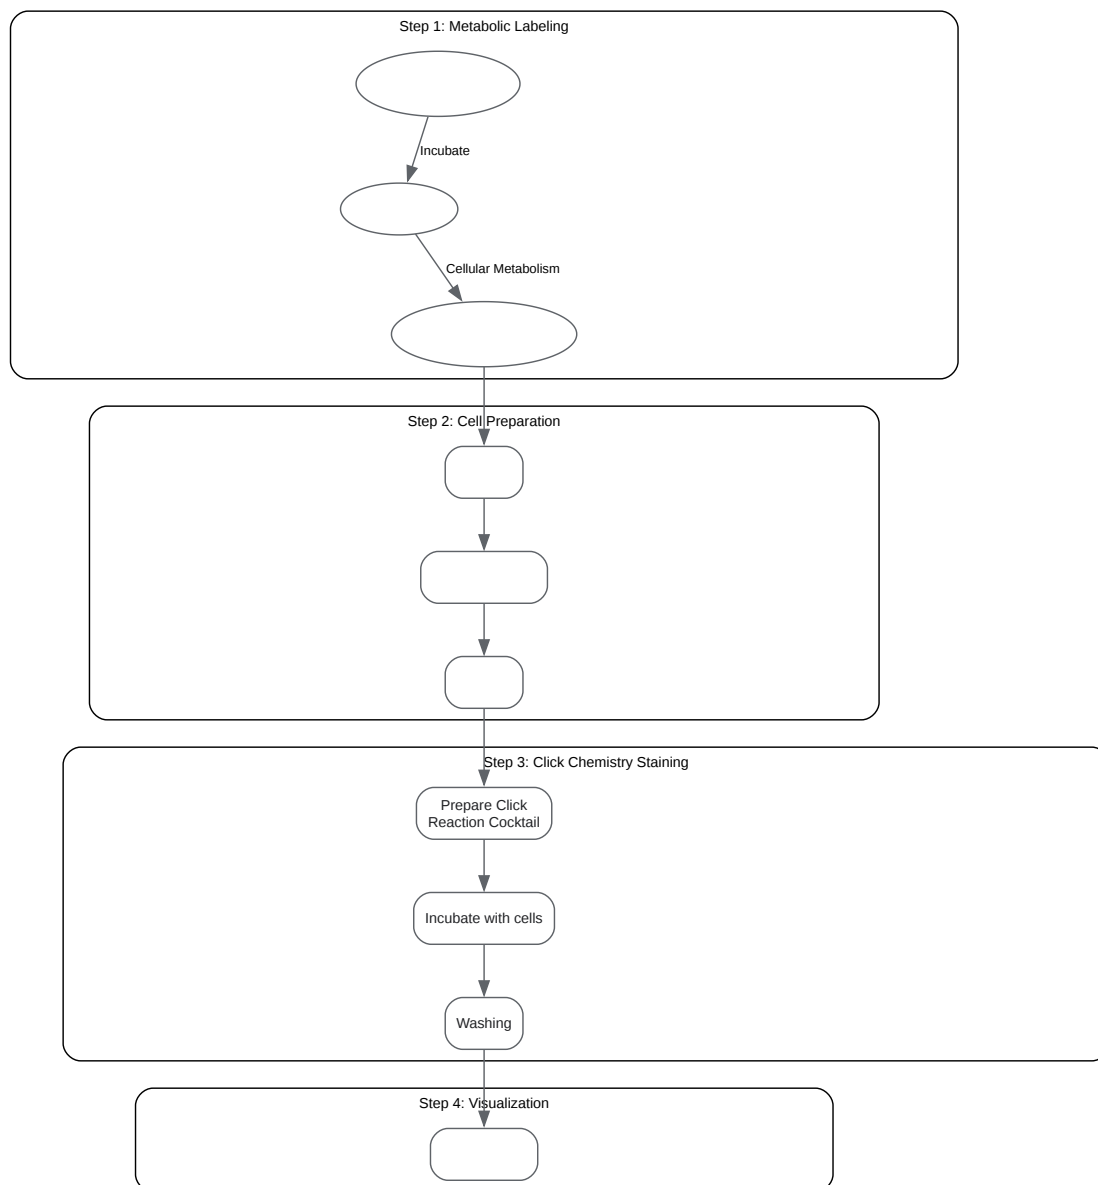 Step 1: Metabolic Labeling
Incubate
Cellular Metabolism
Step 2: Cell Preparation
Step 3: Click Chemistry Staining
Prepare Click
Reaction Cocktail
Incubate with cells
Washing
Step 4: Visualization